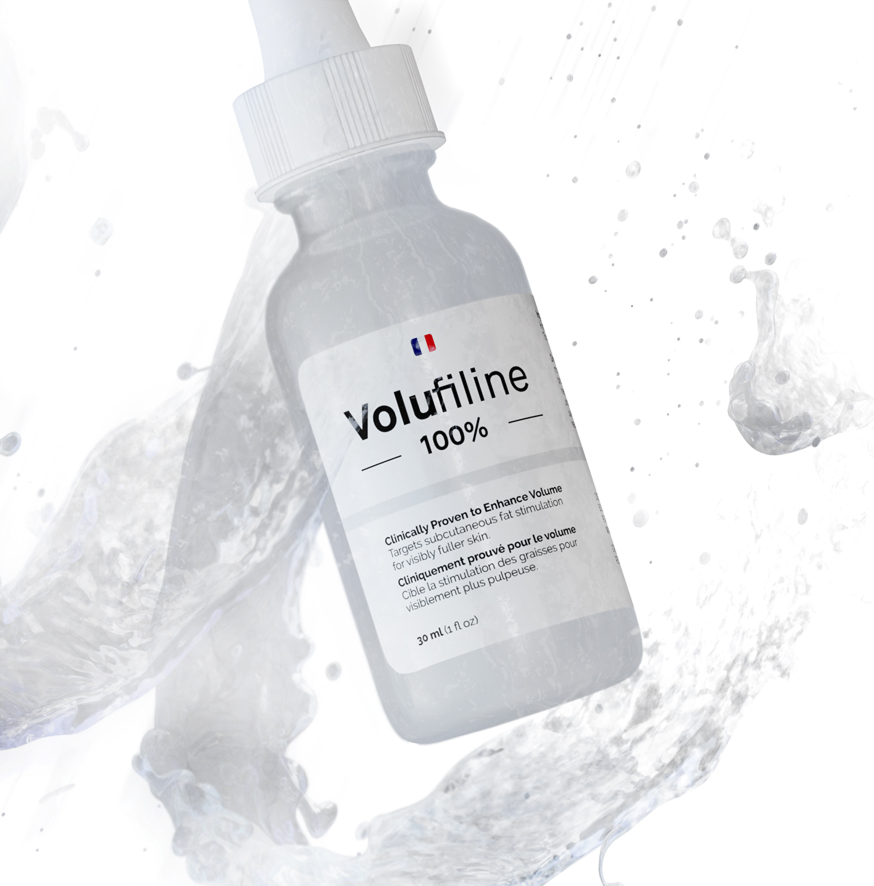 Volufiline
100%
Clinically Proven to Enhance Volume
Targets subcutaneous fat stimulation
for visibly fuller skin.
Cliniquement prouvé pour le volume
Cible la stimulation des graisses pour
visiblement plus pulpeuse.
30 ml (1 fl oz)